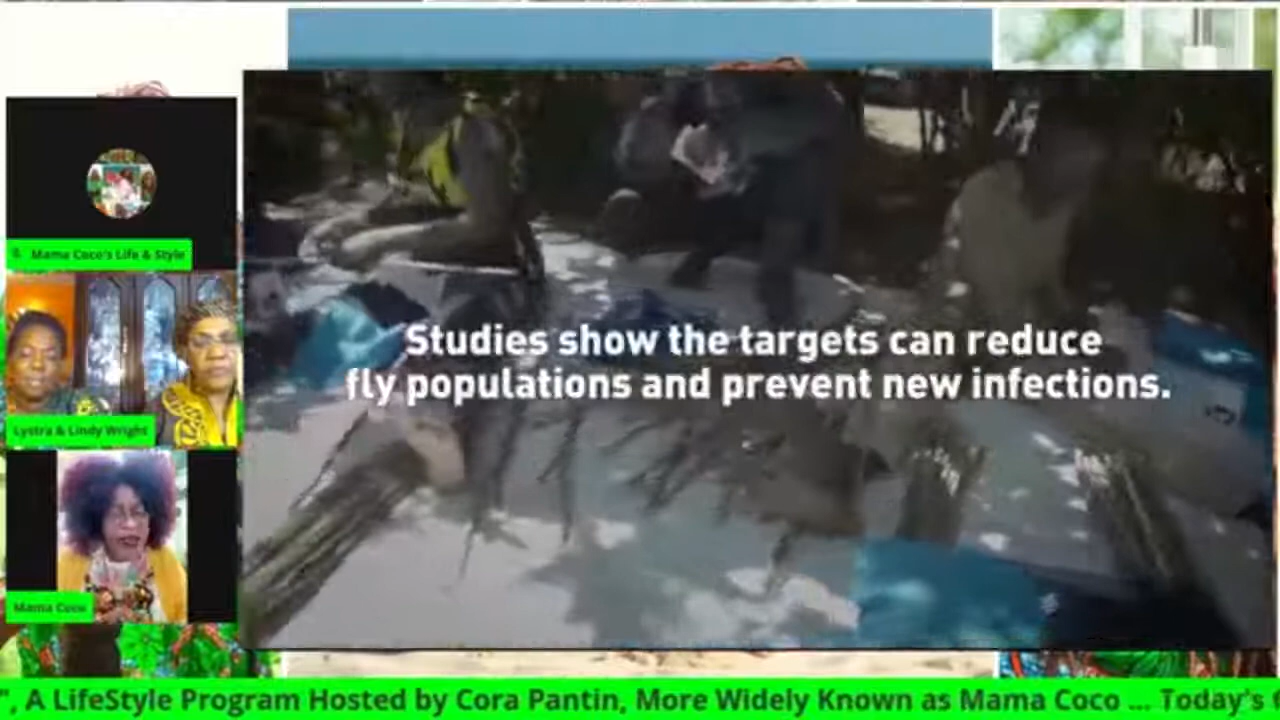 Mama Coco's Life & Style
Lystra & Lindy Wright
Mama Coco
Studies show the targets can reduce
fly populations and prevent new infections.
", A LifeStyle Program Hosted by Cora Pantin, More Widely Known as Mama Coco ... Today's